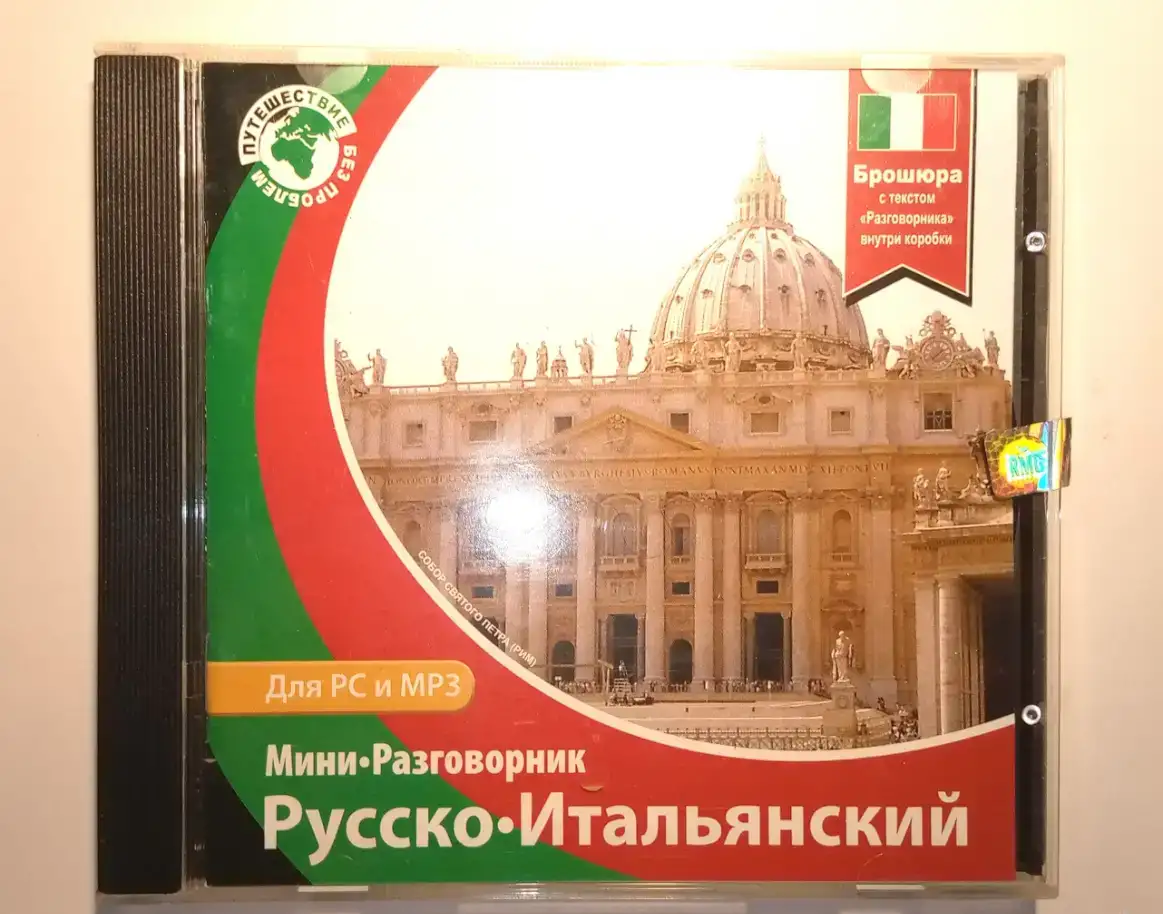 ПУТЕШЕСТВИЕ
БЕЗ ПРОБЛЕМ
Брошюра
с текстом
«Разговорника»
внутри коробки
RMG
СОБОР СВЯТОГО ПЕТРА (РИМ)
Для PC и MP3
Мини•Разговорник
Русско•Итальянский